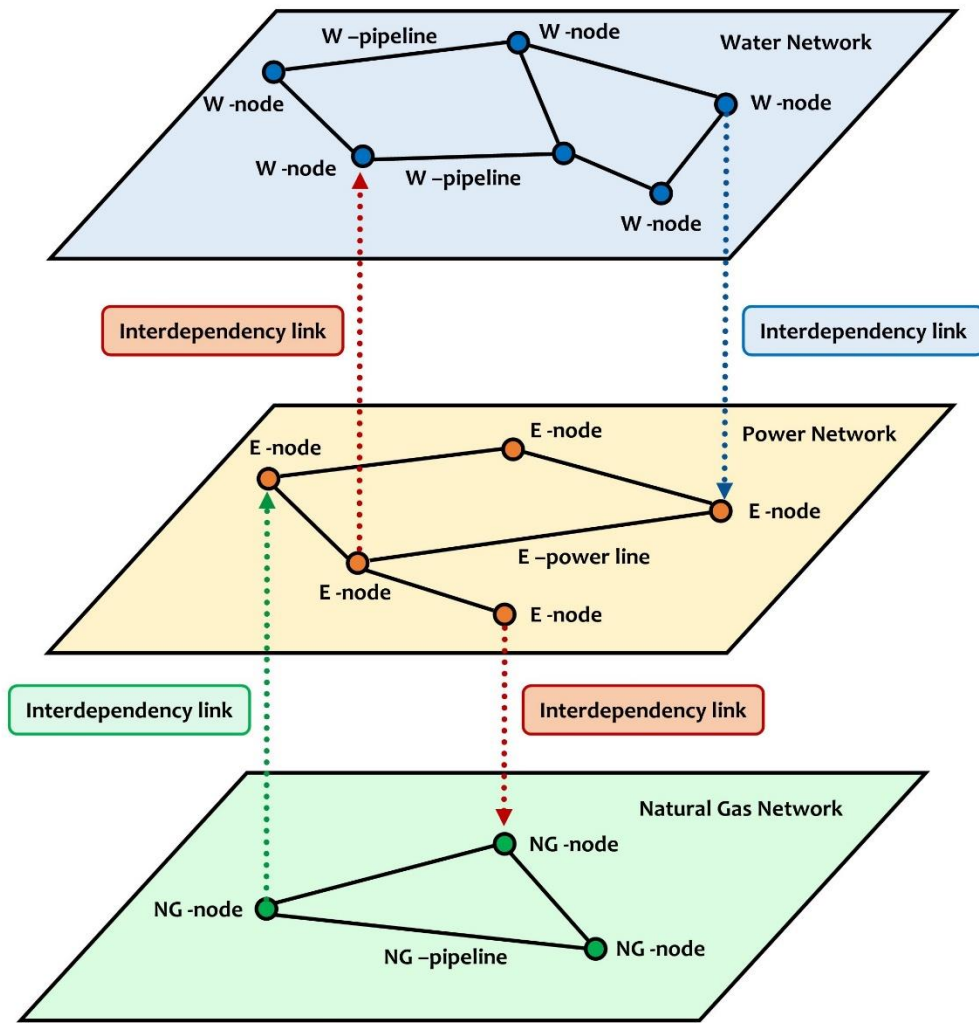 W –pipeline
W -node
Water Network
W -node
W -node
W -node
W –pipeline
W -node
Interdependency link
Interdependency link
E -node
Power Network
E -node
E -node
E –power line
E -node
E -node
Interdependency link
Interdependency link
Natural Gas Network
NG -node
NG -node
NG –pipeline
NG -node